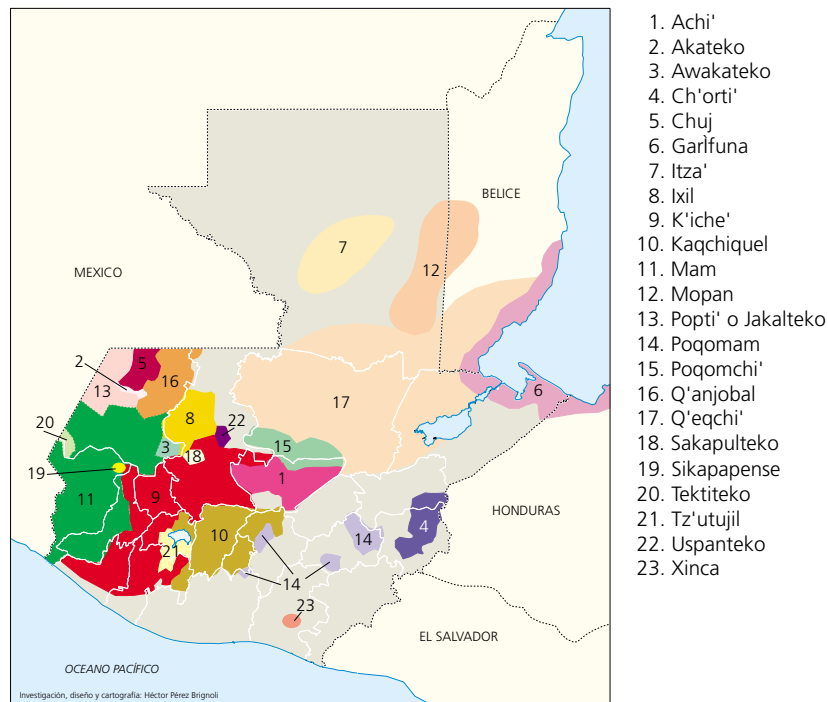 1. Achi'
2. Akateko
3. Awakateko
4. Ch'orti'
5. Chuj
6. GarÌfuna
7. Itza'
8. Ixil
9. K'iche'
10. Kaqchiquel
11. Mam
12. Mopan
13. Popti' o Jakalteko
14. Poqomam
15. Poqomchi'
16. Q'anjobal
17. Q'eqchi'
18. Sakapulteko
19. Sikapapense
20. Tektiteko
21. Tz'utujil
22. Uspanteko
23. Xinca
BELICE
7
12
MEXICO
2
5
16
13
17
6
8
20
22
3
18
15
19
1
9
11
HONDURAS
10
4
14
21
14
23
EL SALVADOR
OCEANO PACÍFICO
Investigación, diseño y cartografía: Héctor Pérez Brignoli